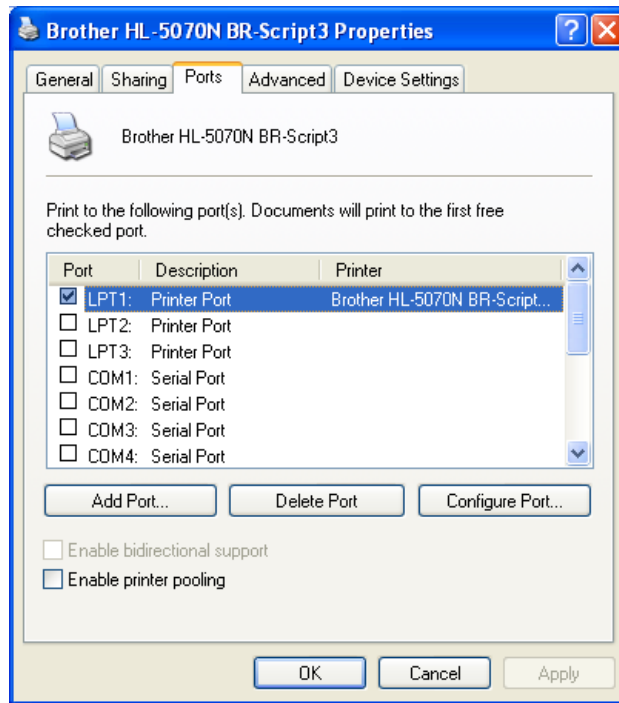 Brother HL-5070N BR-Script3 Properties
General Sharing Ports Advanced Device Settings
Brother HL-5070N BR-Script3
Print to the following port(s). Documents will print to the first free
checked port.
Port Description Printer
LPT1: Printer Port Brother HL-5070N BR-Script...
LPT2: Printer Port
LPT3: Printer Port
COM1: Serial Port
COM2: Serial Port
COM3: Serial Port
COM4: Serial Port
Add Port... Delete Port Configure Port...
Enable bidirectional support
Enable printer pooling
OK Cancel Apply